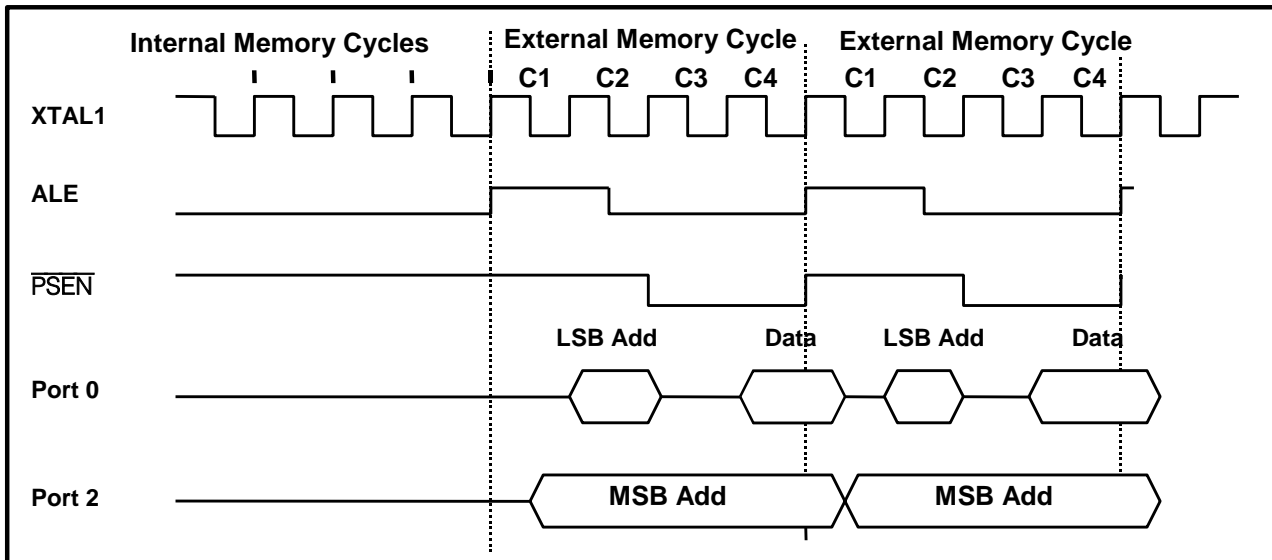 Internal Memory Cycles External Memory Cycle External Memory Cycle
C1 C2 C3 C4 C1 C2 C3 C4
XTAL1
ALE
PSEN
LSB Add Data LSB Add Data
Port 0
Port 2 MSB Add MSB Add